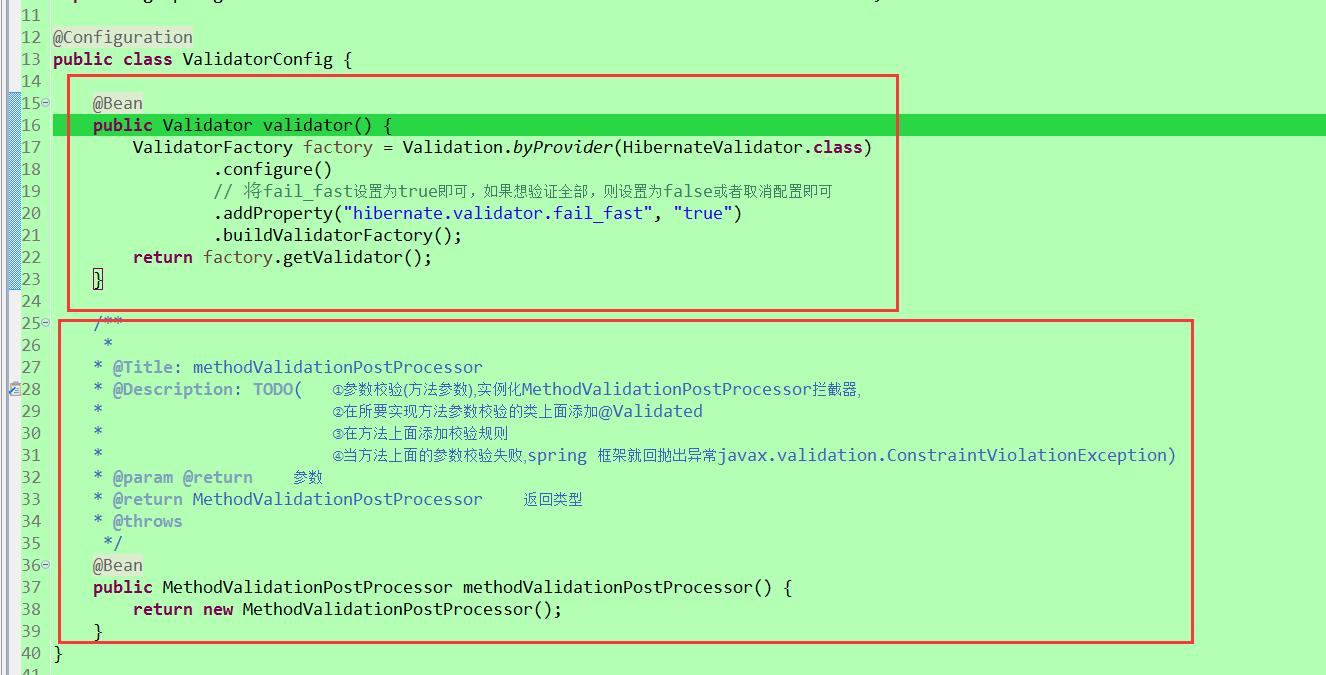 11
12 @Configuration
13 public class ValidatorConfig {
14
15 @Bean
16 public Validator validator() {
17 ValidatorFactory factory = Validation.byProvider(HibernateValidator.class)
18 .configure()
19 // 将fail_fast设置为true即可，如果想验证全部，则设置为false或者取消配置即可
20 .addProperty("hibernate.validator.fail_fast", "true")
21 .buildValidatorFactory();
22 return factory.getValidator();
23 }
24
25 /**
26 *
27 * @Title: methodValidationPostProcessor
28 * @Description: TODO( ①参数校验(方法参数),实例化MethodValidationPostProcessor拦截器,
29 * ②在所要实现方法参数校验的类上面添加@Validated
30 * ③在方法上面添加校验规则
31 * ④当方法上面的参数校验失败,spring 框架就回抛出异常javax.validation.ConstraintViolationException)
32 * @param @return 参数
33 * @return MethodValidationPostProcessor 返回类型
34 * @throws
35 */
36 @Bean
37 public MethodValidationPostProcessor methodValidationPostProcessor() {
38 return new MethodValidationPostProcessor();
39 }
40 }